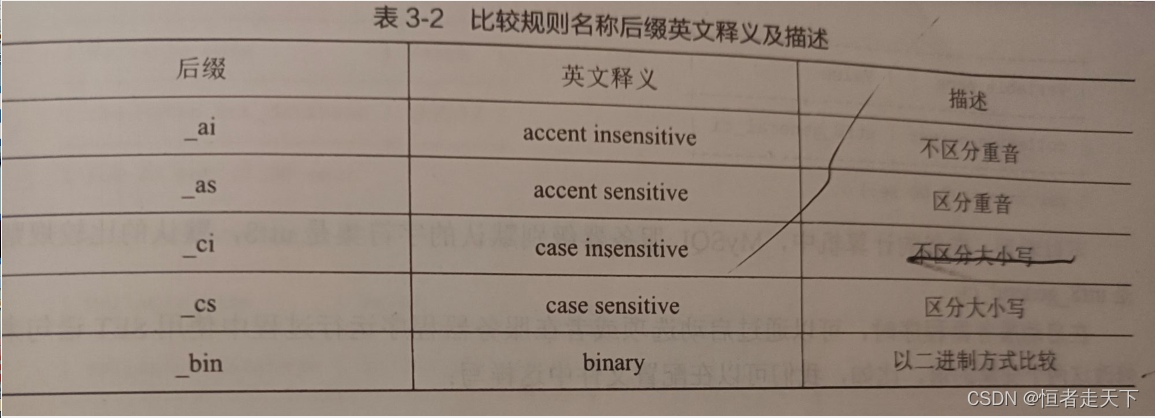 表 3-2 比较规则名称后缀英文释义及描述
后缀 英文释义 描述
_ai accent insensitive 不区分重音
_as accent sensitive 区分重音
_ci case insensitive 不区分大小写
_cs case sensitive 区分大小写
_bin binary 以二进制方式比较
CSDN @恒者走天下